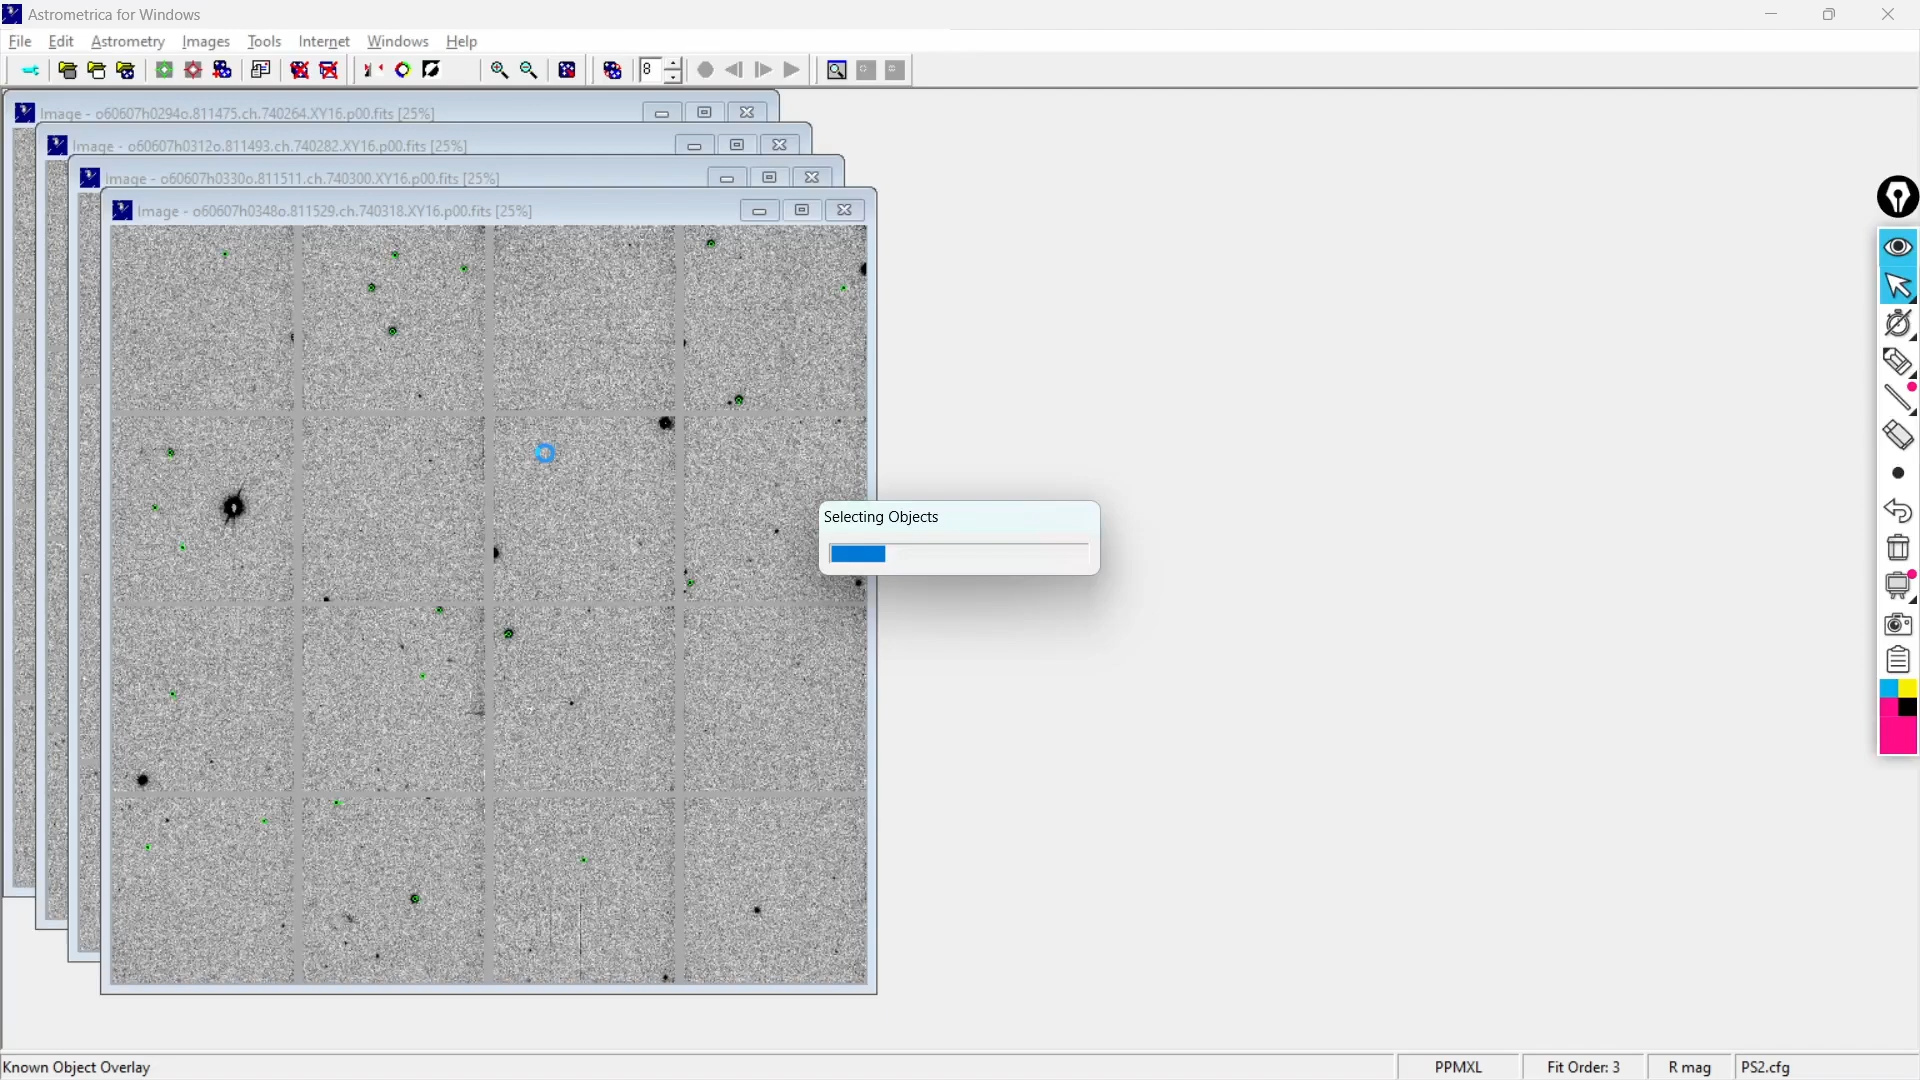 Astrometrica for Windows
File Edit Astrometry Images Tools Internet Windows Help
8
Image - o60607h0294o.811475.ch.740264.XY16.p00.fits [25%]
Image - o60607h0312o.811493.ch.740282.XY16.p00.fits [25%]
Image - o60607h0330o.811511.ch.740300.XY16.p00.fits [25%]
Image - o60607h0348o.811529.ch.740318.XY16.p00.fits [25%]
Selecting Objects
Known Object Overlay PPMXL Fit Order: 3 R mag PS2.cfg